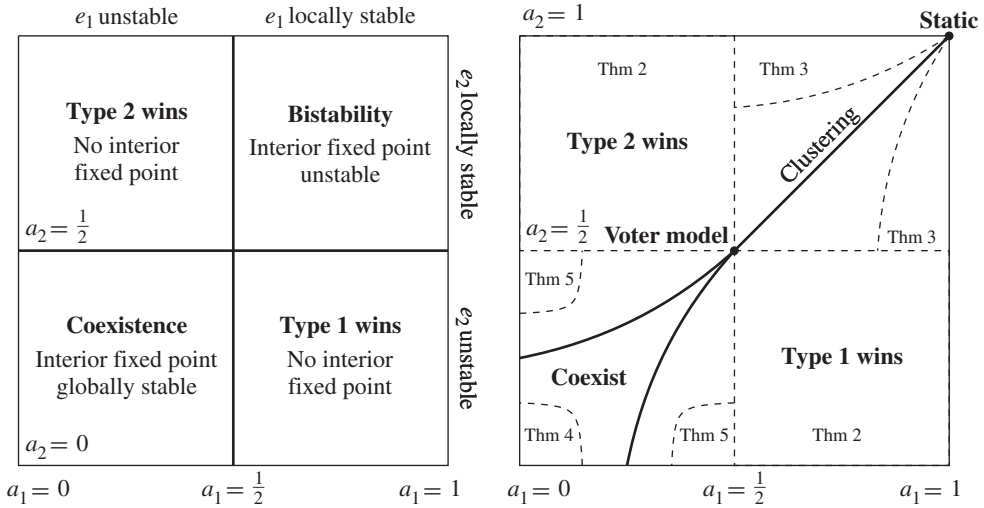 e₁ unstable
e₁ locally stable
Type 2 wins
No interior
fixed point
Bistability
Interior fixed point
unstable
e₂ locally stable
a₂ = ½
Coexistence
Interior fixed point
globally stable
Type 1 wins
No interior
fixed point
e₂ unstable
a₂ = 0
a₁ = 0
a₁ = ½
a₁ = 1
a₂ = 1
Static
Thm 2
Thm 3
Type 2 wins
Clustering
a₂ = ½
Voter model
Thm 3
Thm 5
Type 1 wins
Coexist
Thm 4
Thm 5
Thm 2
a₁ = 0
a₁ = ½
a₁ = 1